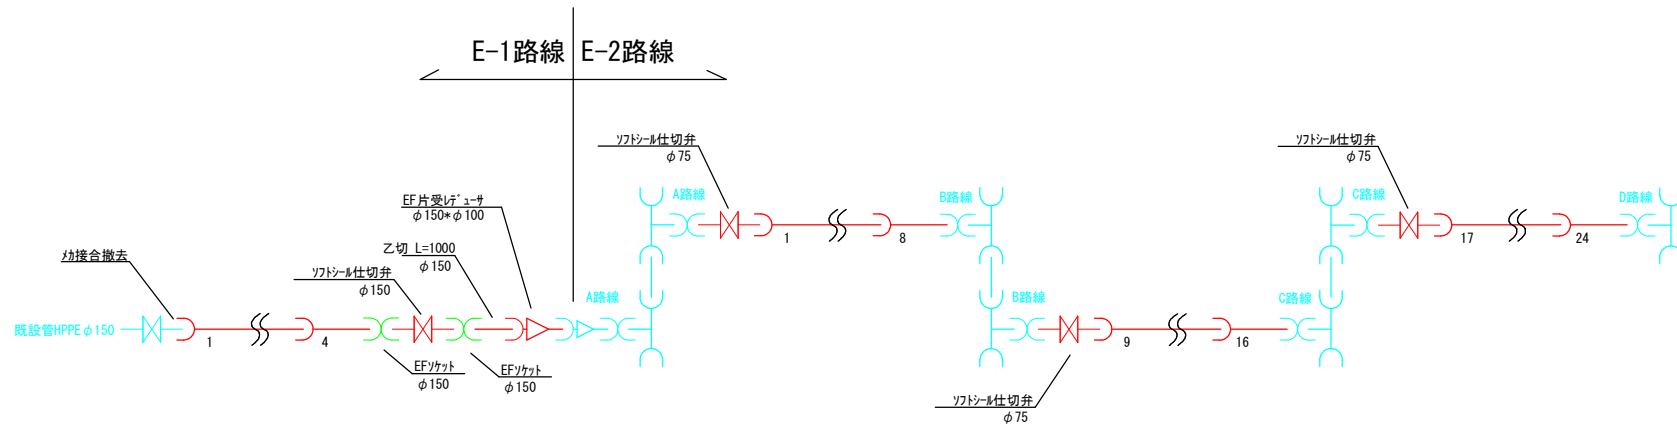 E-1路線 E-2路線
ソフトシール仕切弁
φ75
ソフトシール仕切弁
φ75
EF片受レデューサ
φ150*φ100
A路線
B路線
C路線
D路線
1
8
17
24
乙切 L=1000
φ150
メカ接合撤去
ソフトシール仕切弁
φ150
A路線
B路線
C路線
既設管HPPEφ150
1
4
9
16
EFソケット
φ150
EFソケット
φ150
ソフトシール仕切弁
φ75